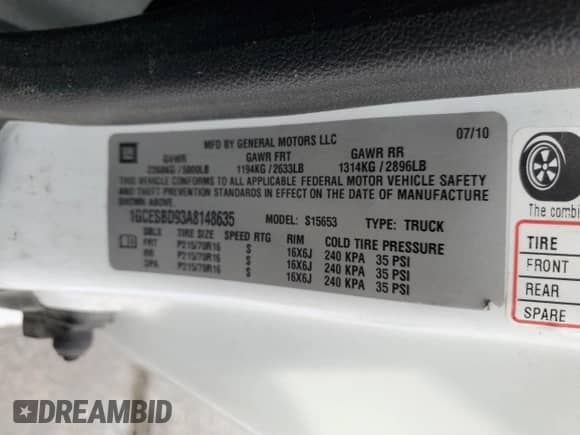 GM
MFD BY GENERAL MOTORS LLC 07/10
GVWR GAWR FRT GAWR RR
2268KG/5000LB 1194KG/2633LB 1314KG/2896LB
THIS VEHICLE CONFORMS TO ALL APPLICABLE FEDERAL MOTOR VEHICLE SAFETY
AND THEFT PREVENTION STANDARDS IN EFFECT ON THE DATE OF MANUFACTURE
SHOWN ABOVE.
1GCESBD93A8148635 MODEL: S15653 TYPE: TRUCK
TIRE SIZE SPEED RTG RIM COLD TIRE PRESSURE
FRT P215/70R16 S 16X6J 240 KPA 35 PSI
RR P215/70R16 S 16X6J 240 KPA 35 PSI
SPA P215/70R16 S 16X6J 240 KPA 35 PSI
The combi
TIRE
FRONT
REAR
SPARE
DREAMBID